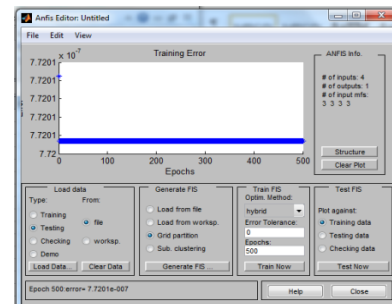 Anfis Editor: Untitled
File Edit View
Training Error
x 10-7
7.7201
7.7201
7.7201
7.7201
7.72
0 100 200 300 400 500
Epochs
ANFIS Info.
# of inputs: 4
# of outputs: 1
# of input mfs:
3 3 3 3
Structure
Clear Plot
Load data
Type: From:
Training
Testing
Checking
Demo
file
worksp.
Load Data... Clear Data
Generate FIS
Load from file
Load from worksp.
Grid partition
Sub. clustering
Generate FIS ...
Train FIS
Optim. Method:
hybrid
Error Tolerance:
0
Epochs:
500
Train Now
Test FIS
Plot against:
Training data
Testing data
Checking data
Test Now
Epoch 500:error= 7.7201e-007
Help Close